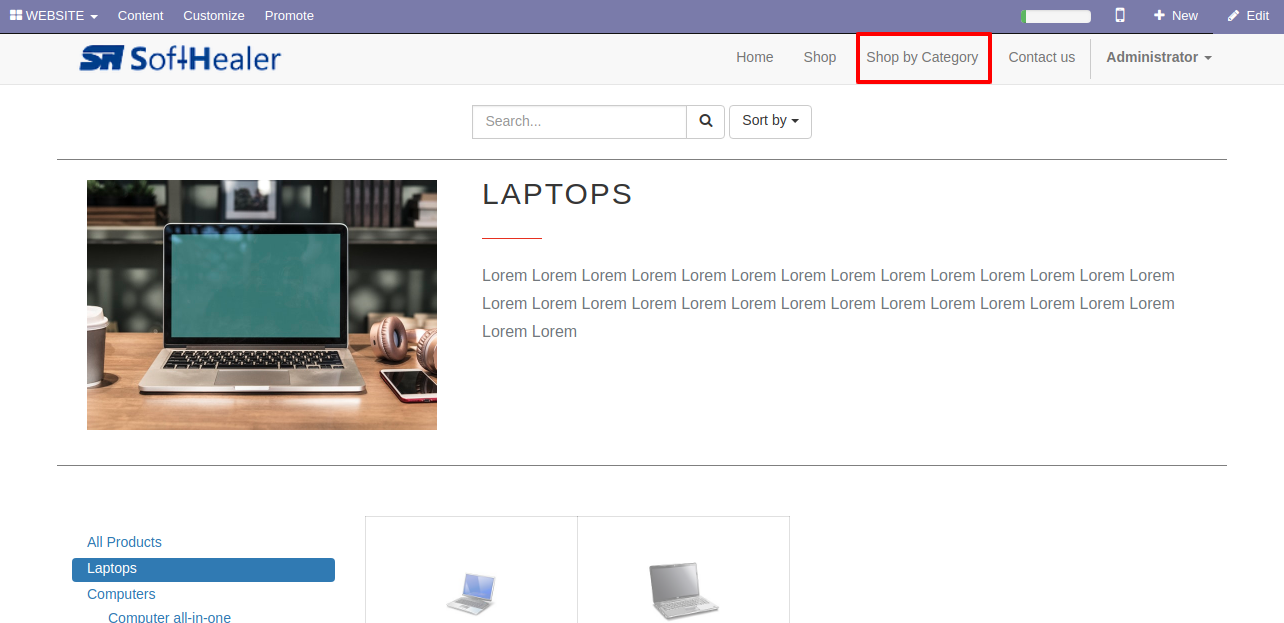 WEBSITE Content Customize Promote New Edit
SoftHealer Home Shop Shop by Category Contact us Administrator
Search... Sort by
LAPTOPS
Lorem Lorem Lorem Lorem Lorem Lorem Lorem Lorem Lorem Lorem Lorem Lorem Lorem Lorem
Lorem Lorem Lorem Lorem Lorem Lorem Lorem Lorem Lorem Lorem Lorem Lorem Lorem Lorem
Lorem Lorem
All Products
Laptops
Computers
Computer all-in-one